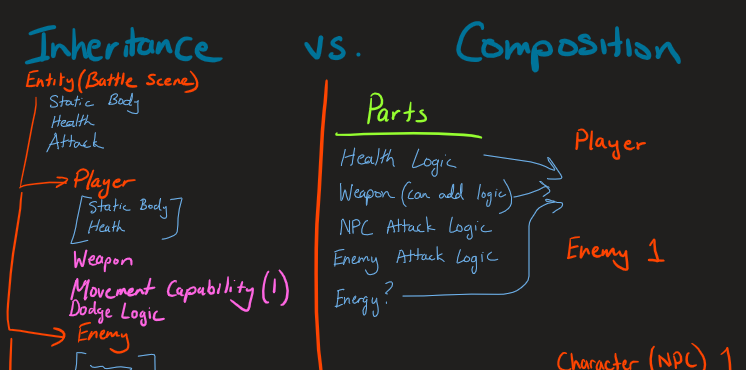 Inheritance vs. Composition
Entity (Battle Scene)
Static Body
Health
Attack
Player
Static Body
Heath
Weapon
Movement Capability (1)
Dodge Logic
Enemy
Parts
Health Logic
Weapon (can add logic)
NPC Attack Logic
Enemy Attack Logic
Energy?
Player
Enemy 1
Character (NPC) 1